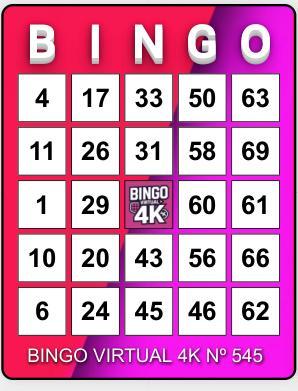 B I N G O
4 17 33 50 63
11 26 31 58 69
1 29 BINGO VIRTUAL 4K 60 61
10 20 43 56 66
6 24 45 46 62
BINGO VIRTUAL 4K Nº 545